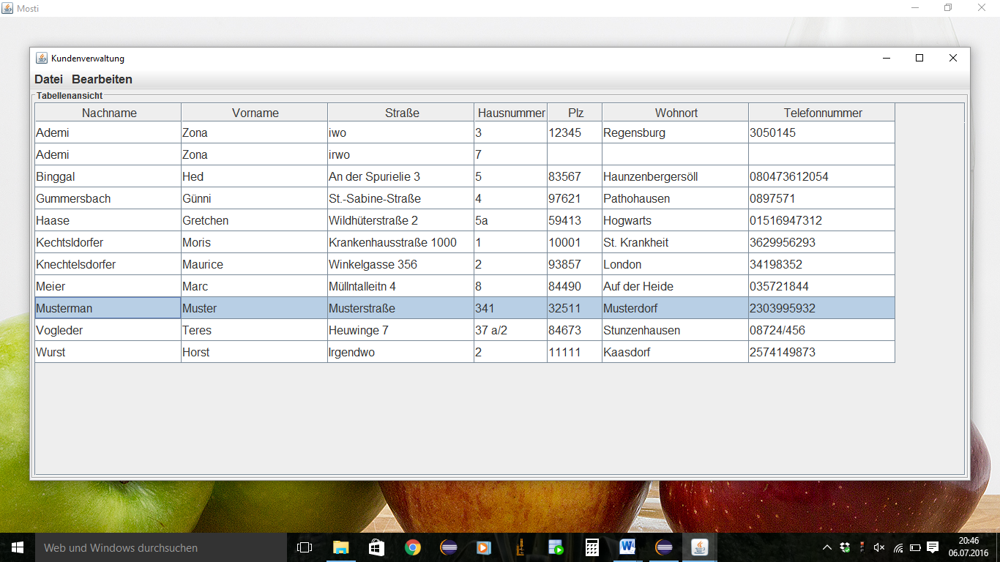 Mosti
Kundenverwaltung
Datei Bearbeiten
Tabellenansicht
Nachname Vorname Straße Hausnummer Plz Wohnort Telefonnummer
Ademi Zona iwo 3 12345 Regensburg 3050145
Ademi Zona irwo 7
Binggal Hed An der Spurielie 3 5 83567 Haunzenbergersöll 080473612054
Gummersbach Günni St.-Sabine-Straße 4 97621 Pathohausen 0897571
Haase Gretchen Wildhüterstraße 2 5a 59413 Hogwarts 01516947312
Kechtsldorfer Moris Krankenhausstraße 1000 1 10001 St. Krankheit 3629956293
Knechtelsdorfer Maurice Winkelgasse 356 2 93857 London 34198352
Meier Marc Müllntalleitn 4 8 84490 Auf der Heide 035721844
Musterman Muster Musterstraße 341 32511 Musterdorf 2303995932
Vogleder Teres Heuwinge 7 37 a/2 84673 Stunzenhausen 08724/456
Wurst Horst Irgendwo 2 11111 Kaasdorf 2574149873
Web und Windows durchsuchen
20:46
06.07.2016